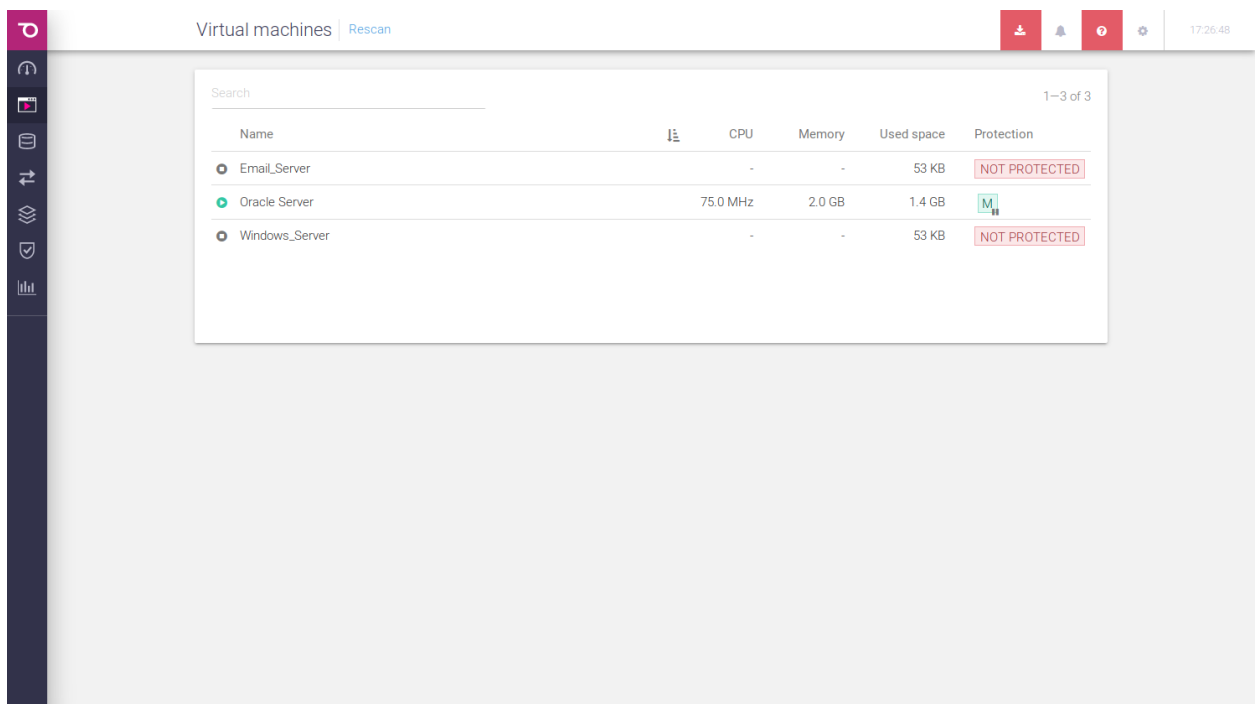 Virtual machines Rescan 17:26:48
Search 1—3 of 3
Name CPU Memory Used space Protection
Email_Server - - 53 KB NOT PROTECTED
Oracle Server 75.0 MHz 2.0 GB 1.4 GB M
Windows_Server - - 53 KB NOT PROTECTED